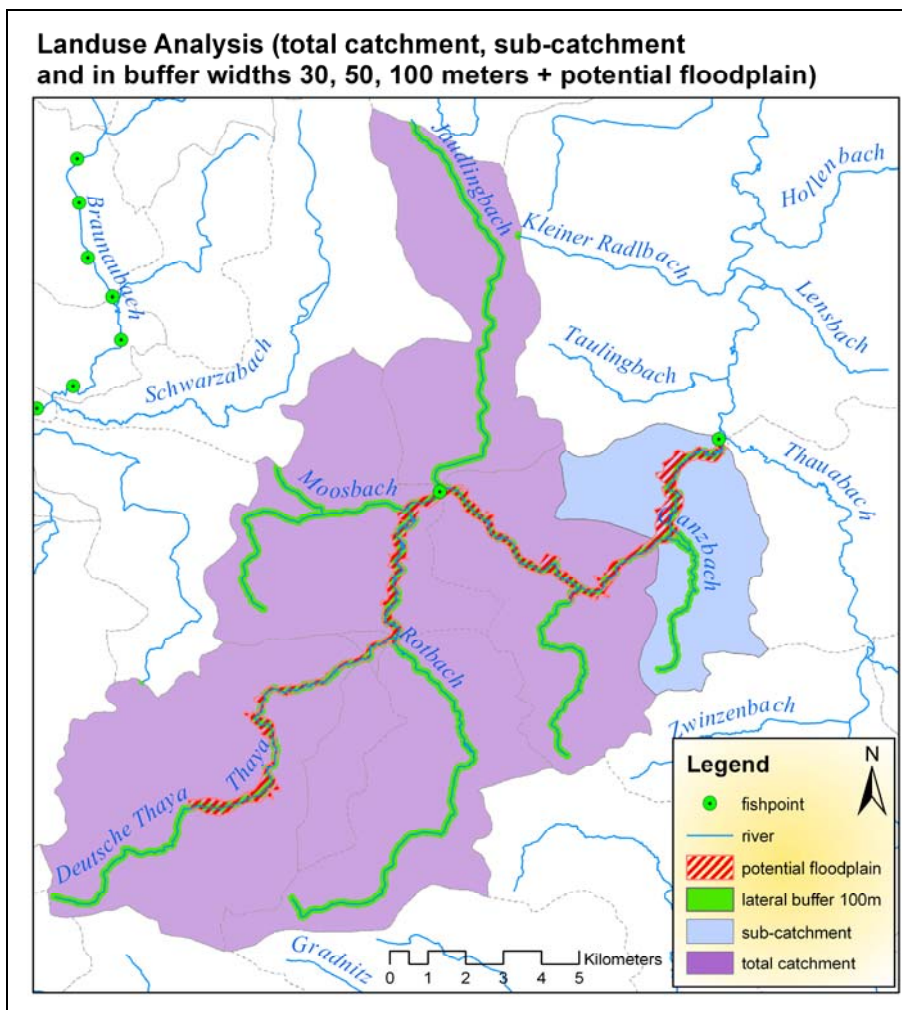 Landuse Analysis (total catchment, sub-catchment
and in buffer widths 30, 50, 100 meters + potential floodplain)
Jaudlingbach
Hollenbach
Braunaubach
Kleiner Radlbach
Lensbach
Taulingbach
Schwarzabach
Thauabach
Moosbach
Rotbach
Zwinzenbach
Thaya
Deutsche Thaya
Gradnitz
Legend
N
fishpoint
river
potential floodplain
lateral buffer 100m
sub-catchment
total catchment
Kilometers
0 1 2 3 4 5